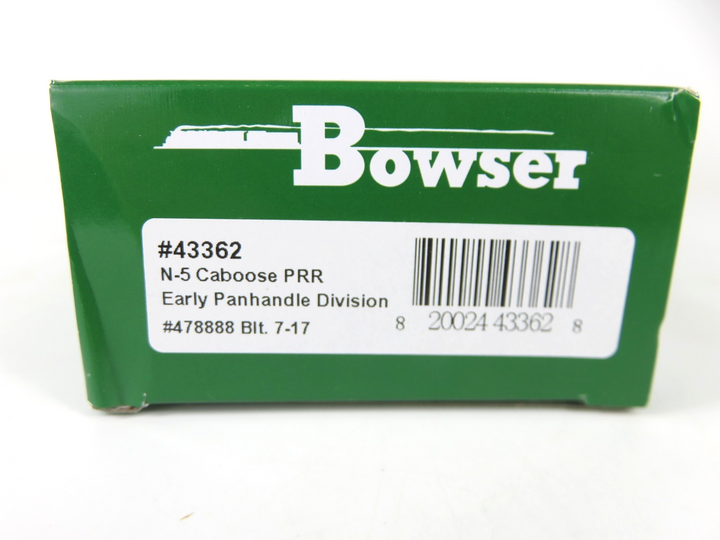 Bowser
#43362
N-5 Caboose PRR
Early Panhandle Division
#478888 Blt. 7-17
8 20024 43362 8